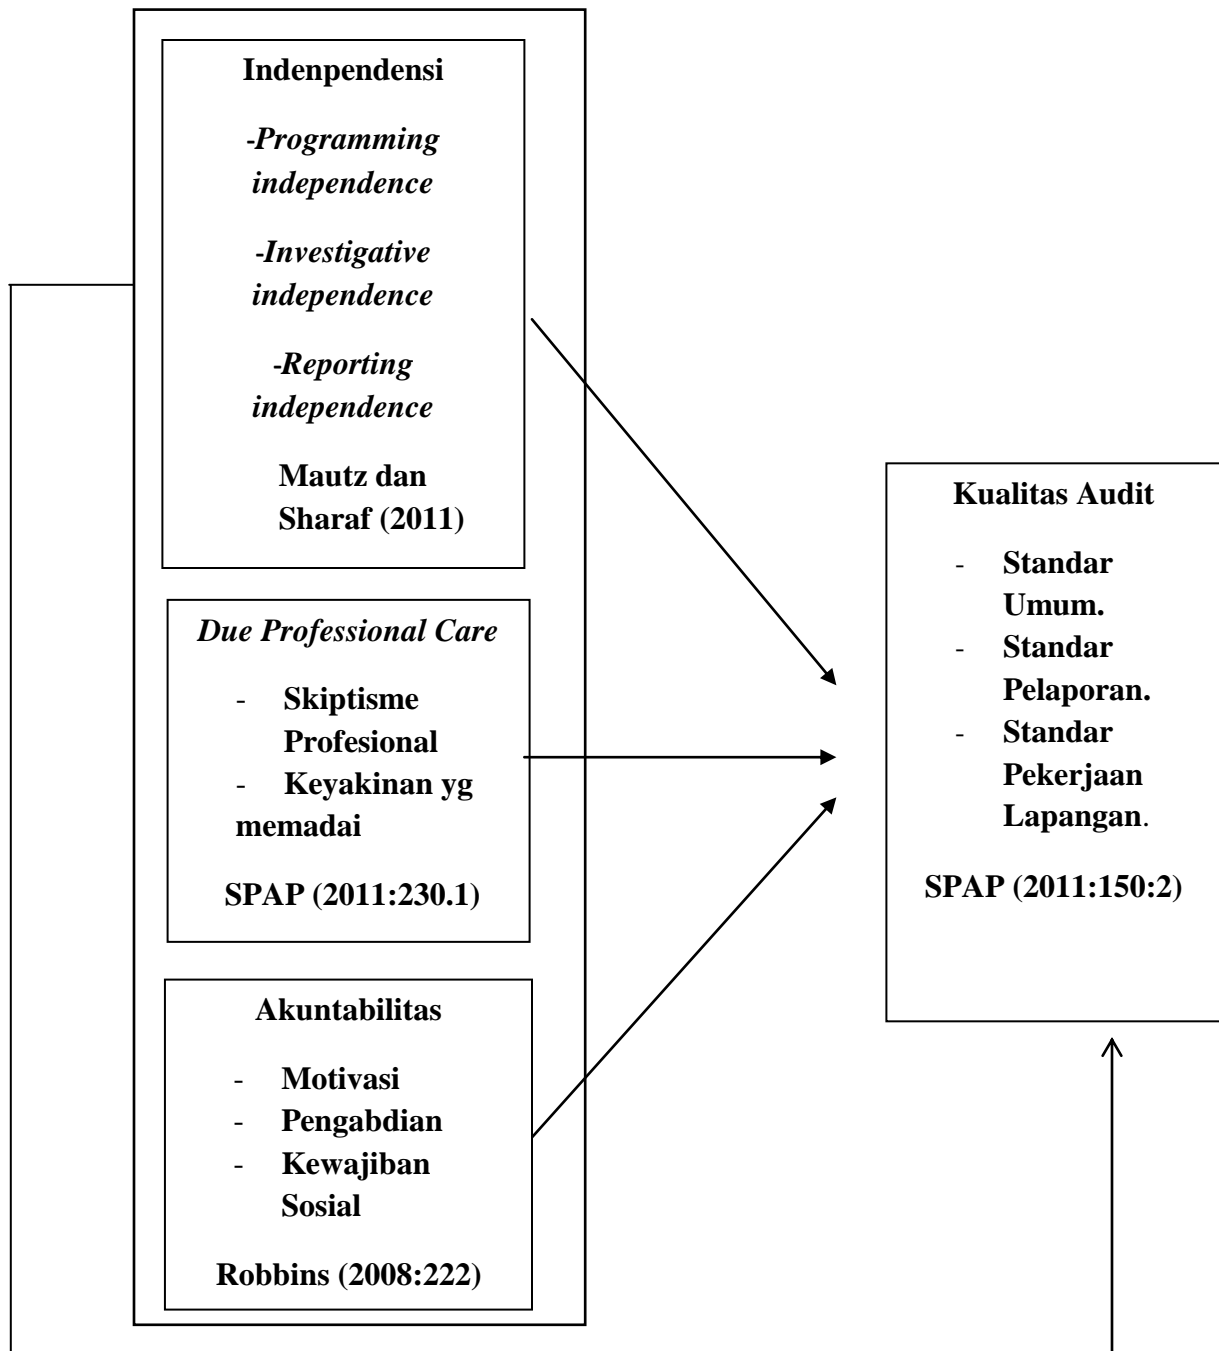 Indenpendensi
-Programming
independence
-Investigative
independence
-Reporting
independence
Mautz dan
Sharaf (2011)
Due Professional Care
- Skiptisme
Profesional
- Keyakinan yg
memadai
SPAP (2011:230.1)
Akuntabilitas
- Motivasi
- Pengabdian
- Kewajiban
Sosial
Robbins (2008:222)
Kualitas Audit
- Standar
Umum.
- Standar
Pelaporan.
- Standar
Pekerjaan
Lapangan.
SPAP (2011:150:2)